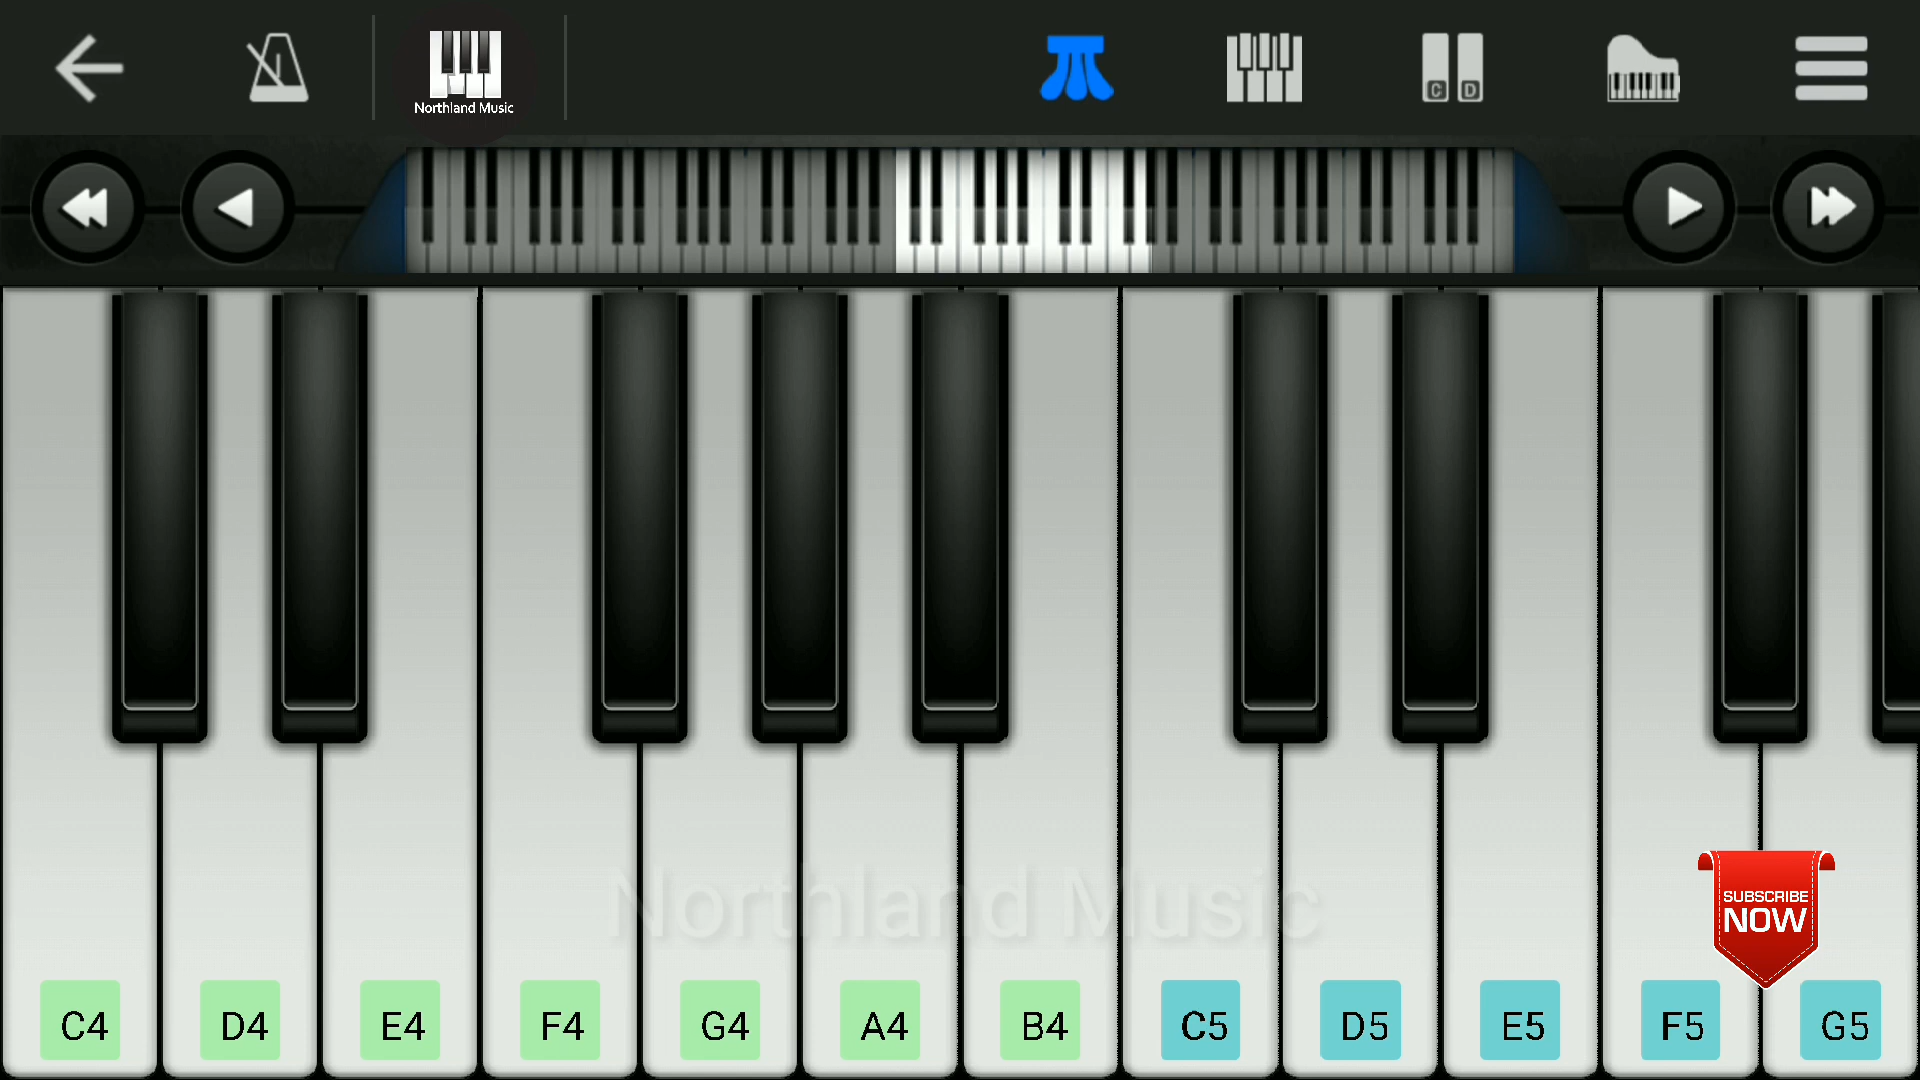 Northland Music
C D
Northland Music
SUBSCRIBE
NOW
C4 D4 E4 F4 G4 A4 B4 C5 D5 E5 F5 G5